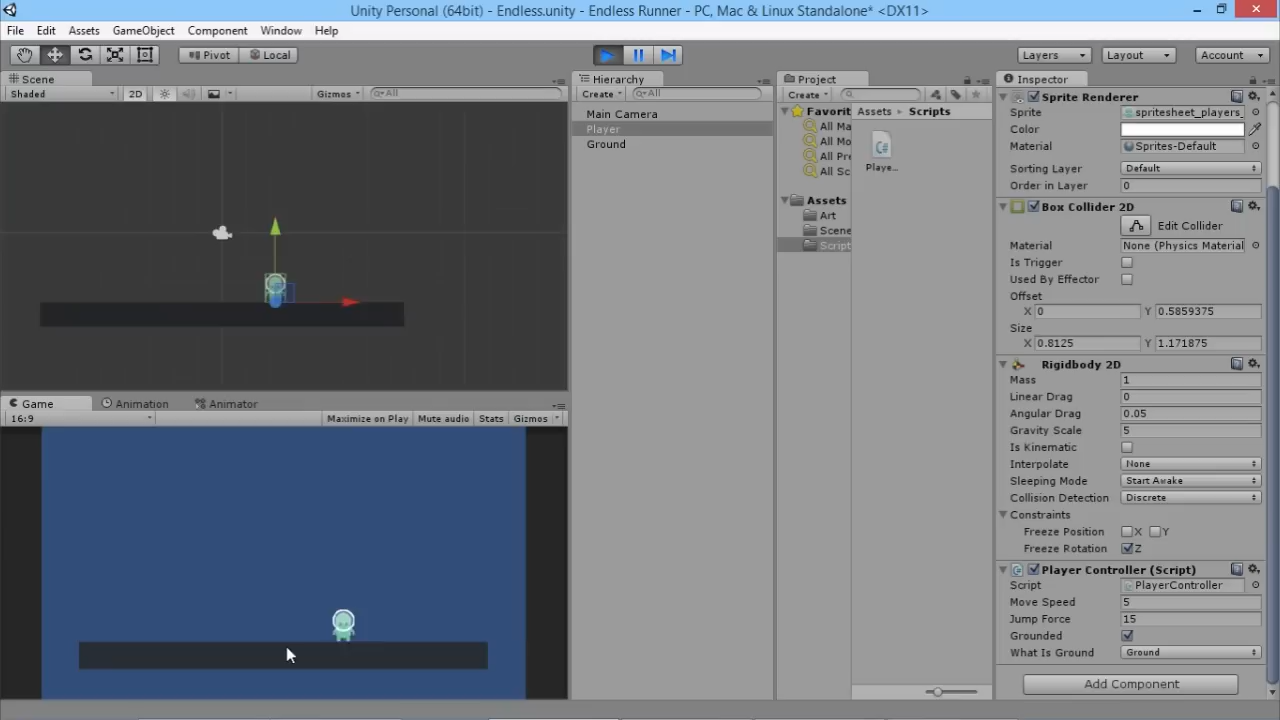 Unity Personal (64bit) - Endless.unity - Endless Runner - PC, Mac & Linux Standalone* <DX11>
File Edit Assets GameObject Component Window Help
Pivot Local
Layers Layout Account
Scene
Shaded 2D Gizmos All
Game Animation Animator
16:9 Maximize on Play Mute audio Stats Gizmos
Hierarchy
Create All
Main Camera
Player
Ground
Project
Create
Favorit
All Ma
All Mo
All Pre
All Sc
Assets
Art
Scene
Script
Assets Scripts
C#
Playe...
Inspector
Sprite Renderer
Sprite spritesheet_players_
Color
Material Sprites-Default
Sorting Layer Default
Order in Layer 0
Box Collider 2D
Edit Collider
Material None (Physics Material
Is Trigger
Used By Effector
Offset
X 0 Y 0.5859375
Size
X 0.8125 Y 1.171875
Rigidbody 2D
Mass 1
Linear Drag 0
Angular Drag 0.05
Gravity Scale 5
Is Kinematic
Interpolate None
Sleeping Mode Start Awake
Collision Detection Discrete
Constraints
Freeze Position X Y
Freeze Rotation Z
Player Controller (Script)
Script PlayerController
Move Speed 5
Jump Force 15
Grounded
What Is Ground Ground
Add Component